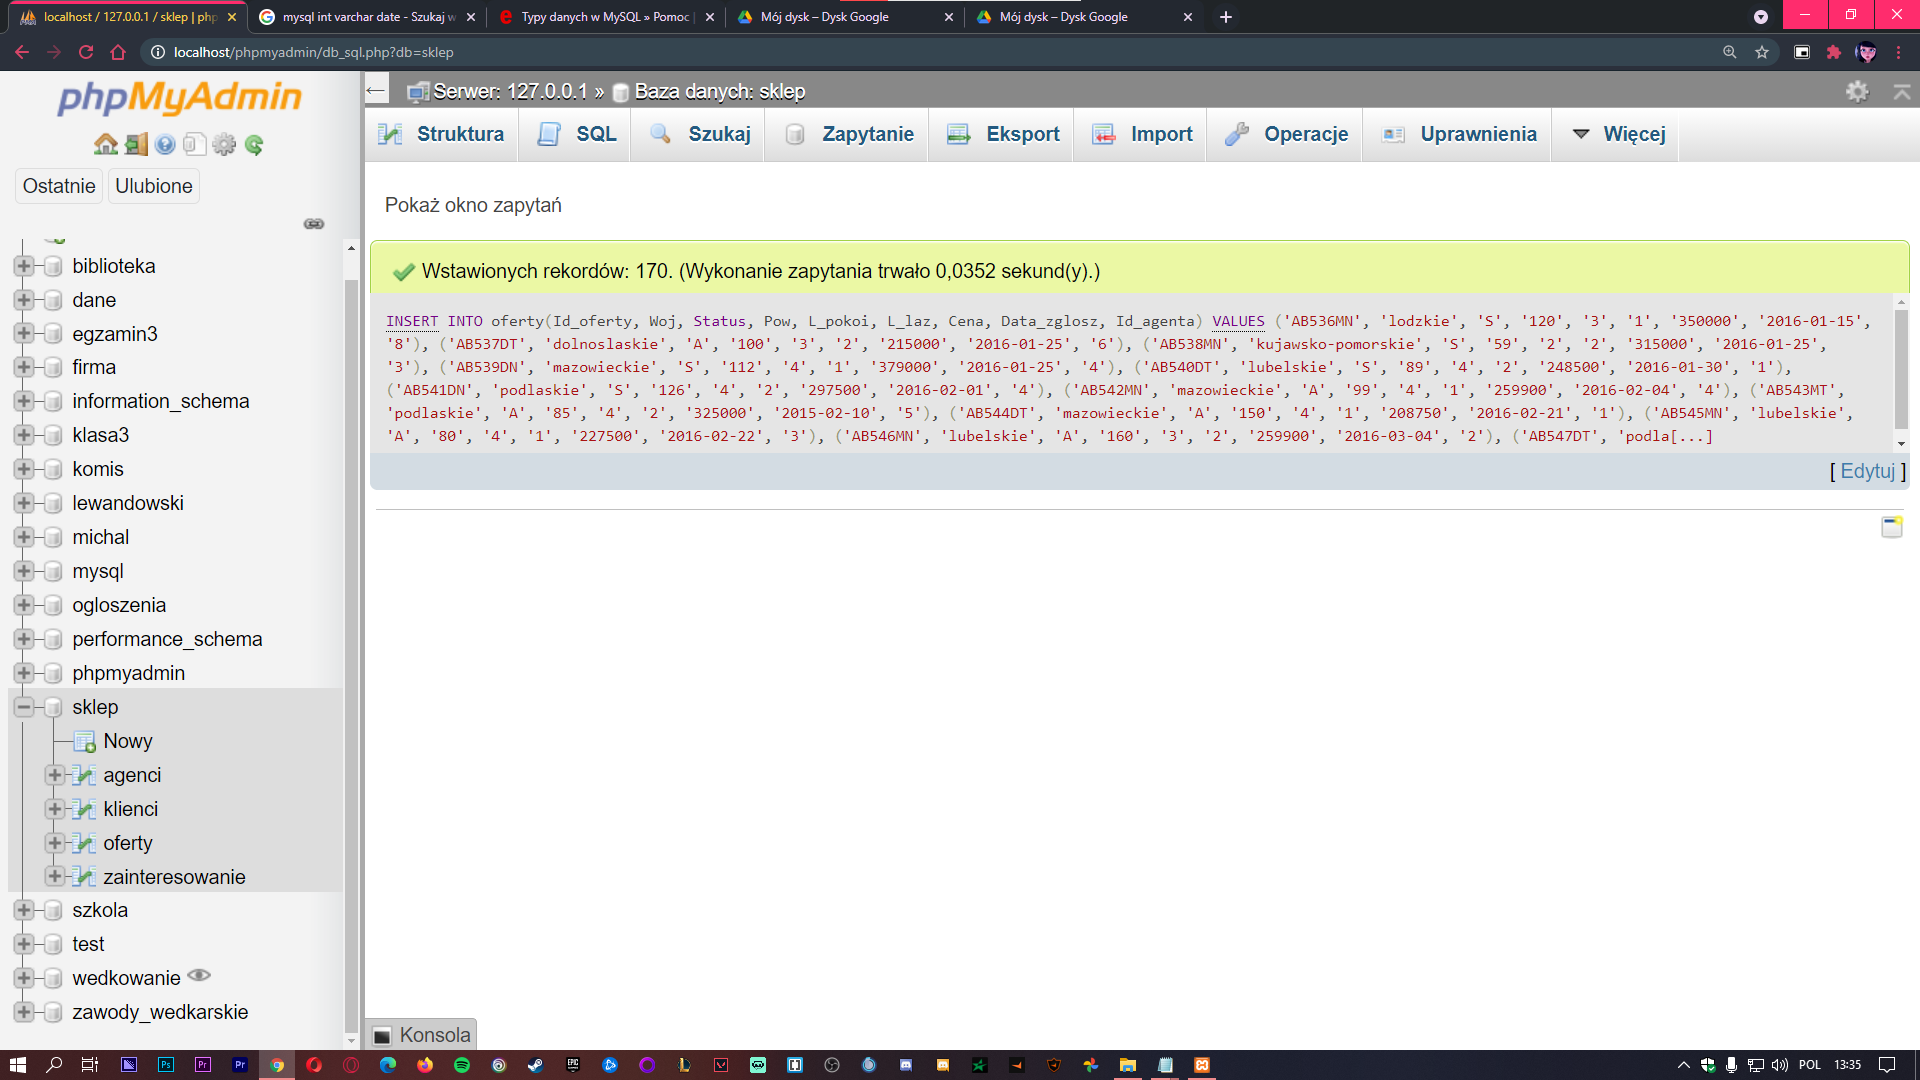 localhost / 127.0.0.1 / sklep | php
mysql int varchar date - Szukaj w
Typy danych w MySQL » Pomoc |
Mój dysk – Dysk Google
Mój dysk – Dysk Google
localhost/phpmyadmin/db_sql.php?db=sklep
phpMyAdmin
Ostatnie
Ulubione
biblioteka
dane
egzamin3
firma
information_schema
klasa3
komis
lewandowski
michal
mysql
ogloszenia
performance_schema
phpmyadmin
sklep
Nowy
agenci
klienci
oferty
zainteresowanie
szkola
test
wedkowanie
zawody_wedkarskie
Serwer: 127.0.0.1 » Baza danych: sklep
Struktura
SQL
Szukaj
Zapytanie
Eksport
Import
Operacje
Uprawnienia
Więcej
Pokaż okno zapytań
Wstawionych rekordów: 170. (Wykonanie zapytania trwało 0,0352 sekund(y).)
INSERT INTO oferty(Id_oferty, Woj, Status, Pow, L_pokoi, L_laz, Cena, Data_zglosz, Id_agenta) VALUES ('AB536MN', 'lodzkie', 'S', '120', '3', '1', '350000', '2016-01-15',
'8'), ('AB537DT', 'dolnoslaskie', 'A', '100', '3', '2', '215000', '2016-01-25', '6'), ('AB538MN', 'kujawsko-pomorskie', 'S', '59', '2', '2', '315000', '2016-01-25',
'3'), ('AB539DN', 'mazowieckie', 'S', '112', '4', '1', '379000', '2016-01-25', '4'), ('AB540DT', 'lubelskie', 'S', '89', '4', '2', '248500', '2016-01-30', '1'),
('AB541DN', 'podlaskie', 'S', '126', '4', '2', '297500', '2016-02-01', '4'), ('AB542MN', 'mazowieckie', 'A', '99', '4', '1', '259900', '2016-02-04', '4'), ('AB543MT',
'podlaskie', 'A', '85', '4', '2', '325000', '2015-02-10', '5'), ('AB544DT', 'mazowieckie', 'A', '150', '4', '1', '208750', '2016-02-21', '1'), ('AB545MN', 'lubelskie',
'A', '80', '4', '1', '227500', '2016-02-22', '3'), ('AB546MN', 'lubelskie', 'A', '160', '3', '2', '259900', '2016-03-04', '2'), ('AB547DT', 'podla[...]
[ Edytuj ]
Konsola
Ps
Pr
Pr
EPIC
POL
13:35